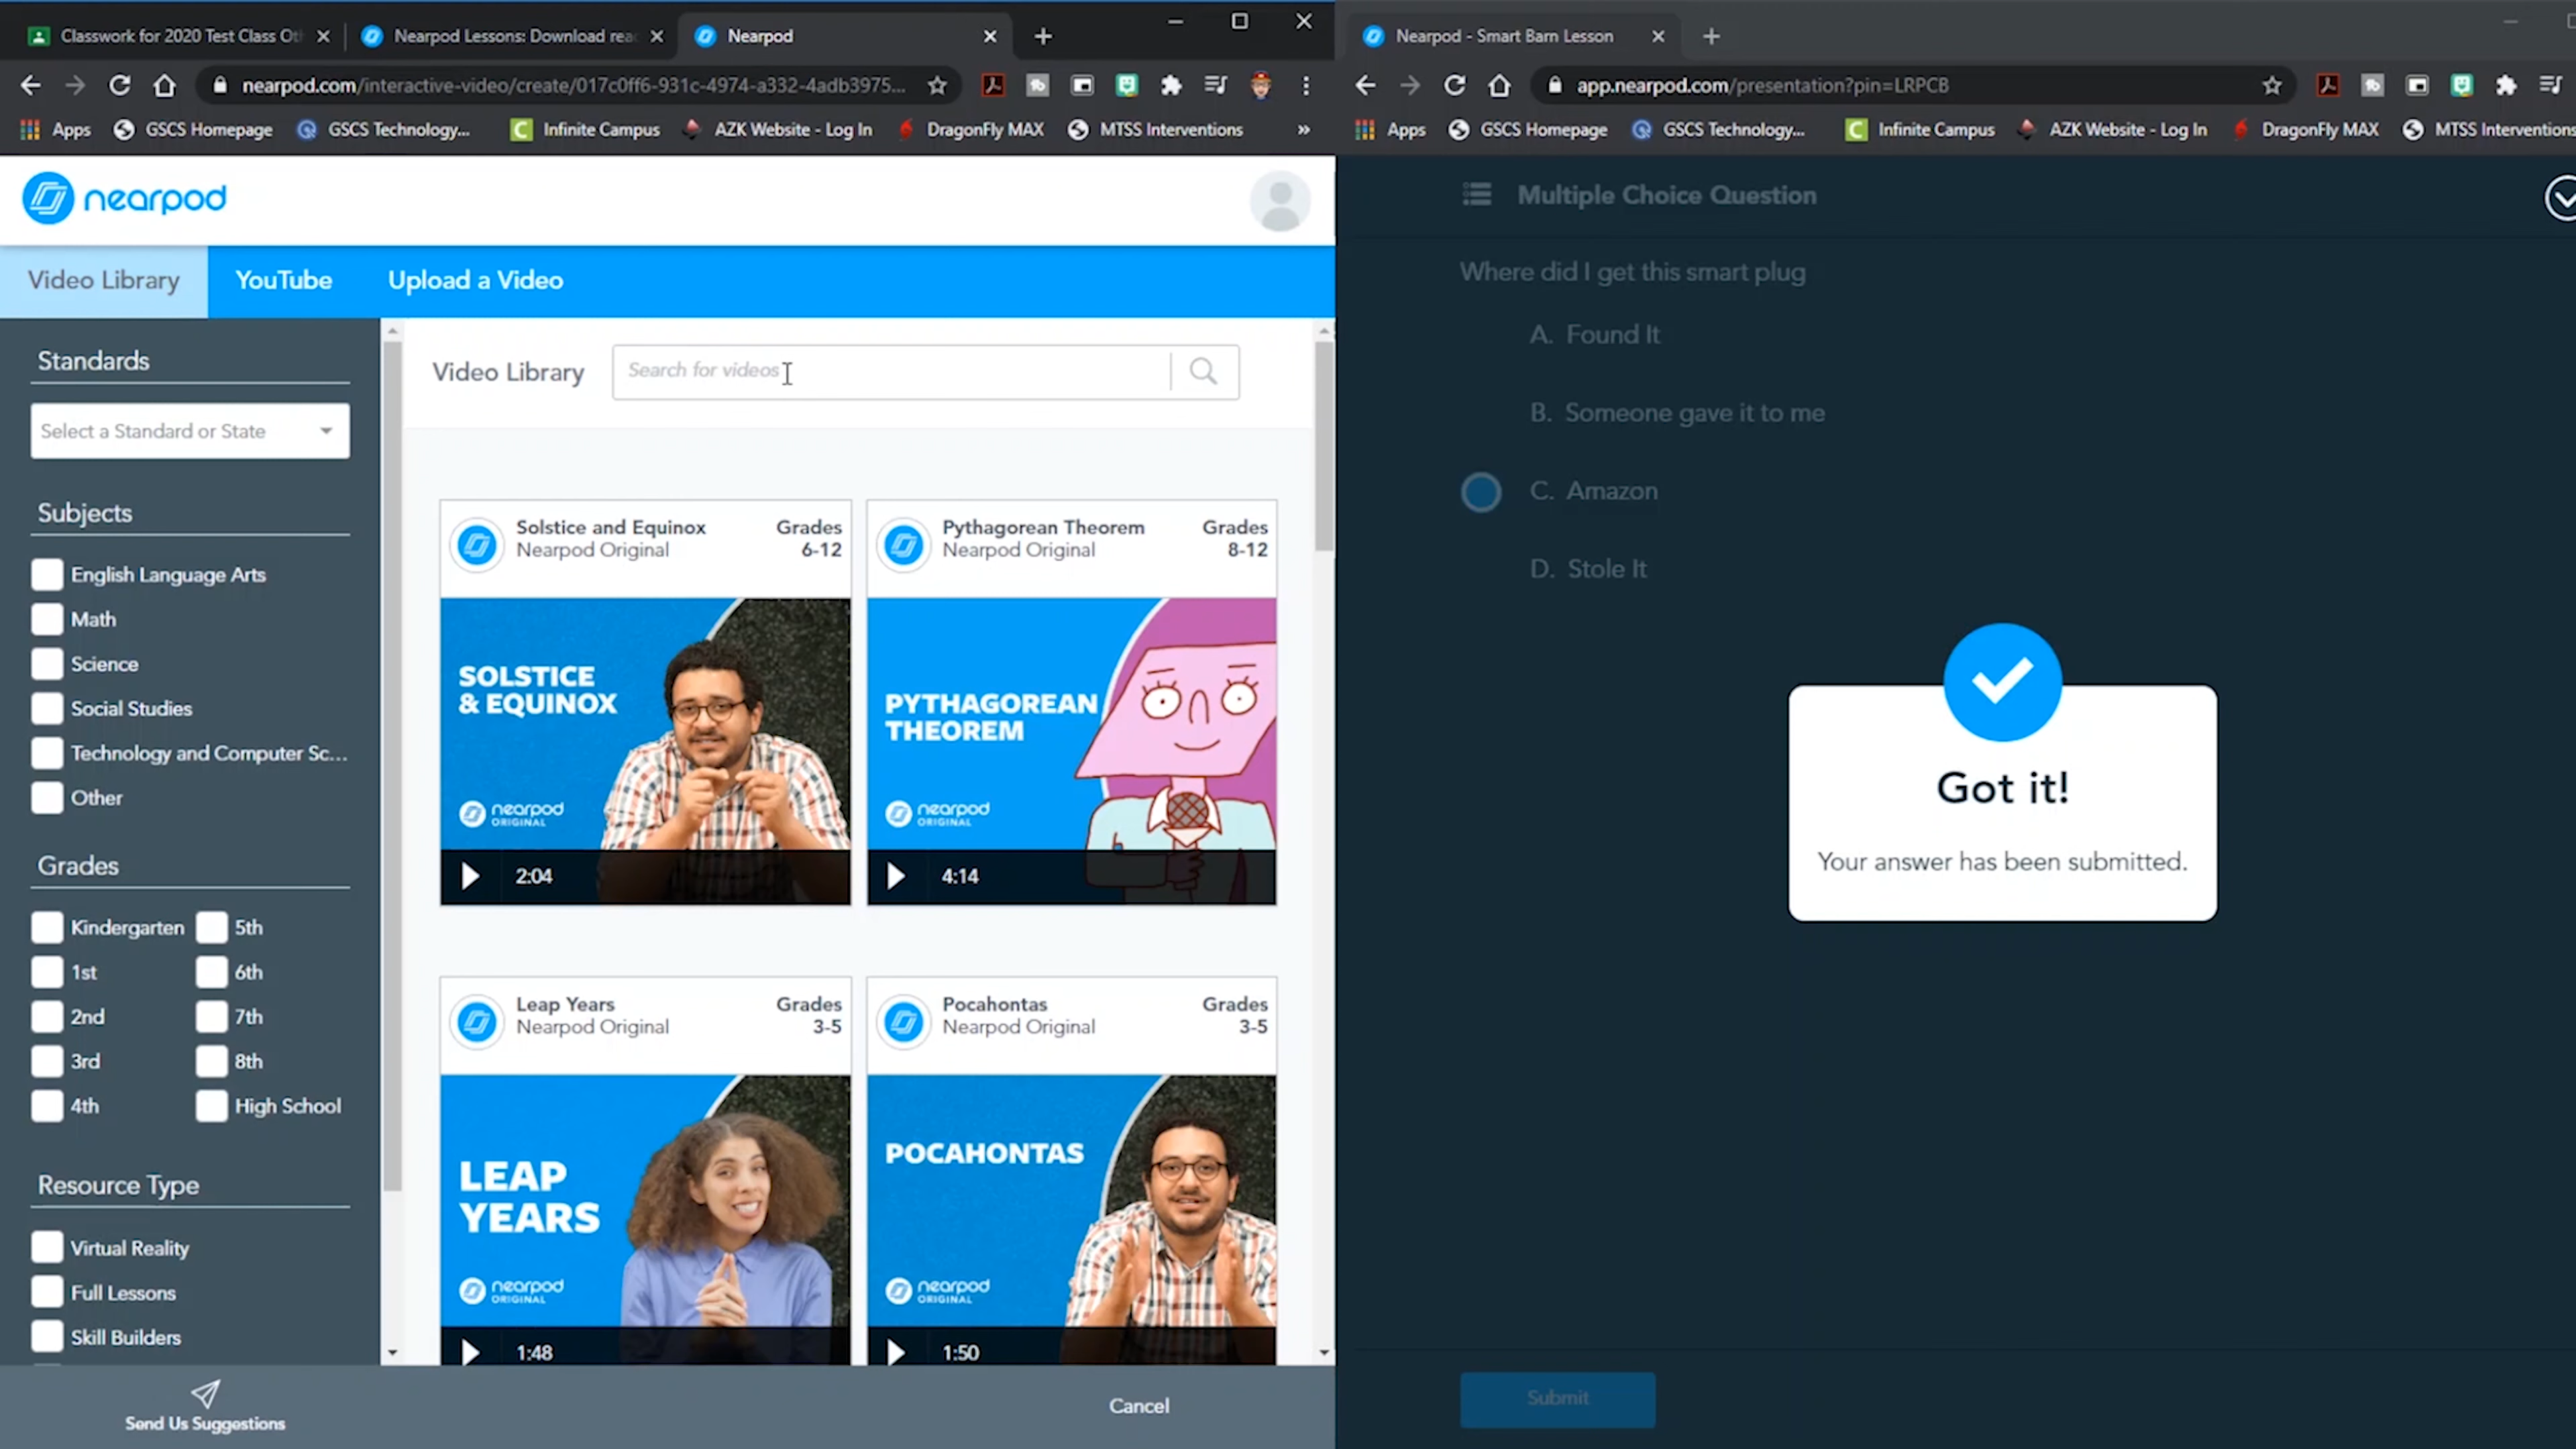 Classwork for 2020 Test Class Oth
Nearpod Lessons: Download rea
Nearpod
nearpod.com/interactive-video/create/017c0ff6-931c-4974-a332-4adb3975...
Apps
GSCS Homepage
GSCS Technology...
Infinite Campus
AZK Website - Log In
DragonFly MAX
MTSS Interventions
»
nearpod
Video Library
YouTube
Upload a Video
Standards
Select a Standard or State
Subjects
English Language Arts
Math
Science
Social Studies
Technology and Computer Sc...
Other
Grades
Kindergarten
5th
1st
6th
2nd
7th
3rd
8th
4th
High School
Resource Type
Virtual Reality
Full Lessons
Skill Builders
Send Us Suggestions
Video Library
Search for videos
Solstice and Equinox
Nearpod Original
Grades
6-12
SOLSTICE
& EQUINOX
nearpod
ORIGINAL
2:04
Pythagorean Theorem
Nearpod Original
Grades
8-12
PYTHAGOREAN
THEOREM
nearpod
ORIGINAL
4:14
Leap Years
Nearpod Original
Grades
3-5
LEAP
YEARS
nearpod
ORIGINAL
1:48
Pocahontas
Nearpod Original
Grades
3-5
POCAHONTAS
nearpod
ORIGINAL
1:50
Cancel
Nearpod - Smart Barn Lesson
app.nearpod.com/presentation?pin=LRPCB
Apps
GSCS Homepage
GSCS Technology...
Infinite Campus
AZK Website - Log In
DragonFly MAX
MTSS Interventions
Multiple Choice Question
Where did I get this smart plug
A. Found It
B. Someone gave it to me
C. Amazon
D. Stole It
Got it!
Your answer has been submitted.
Submit